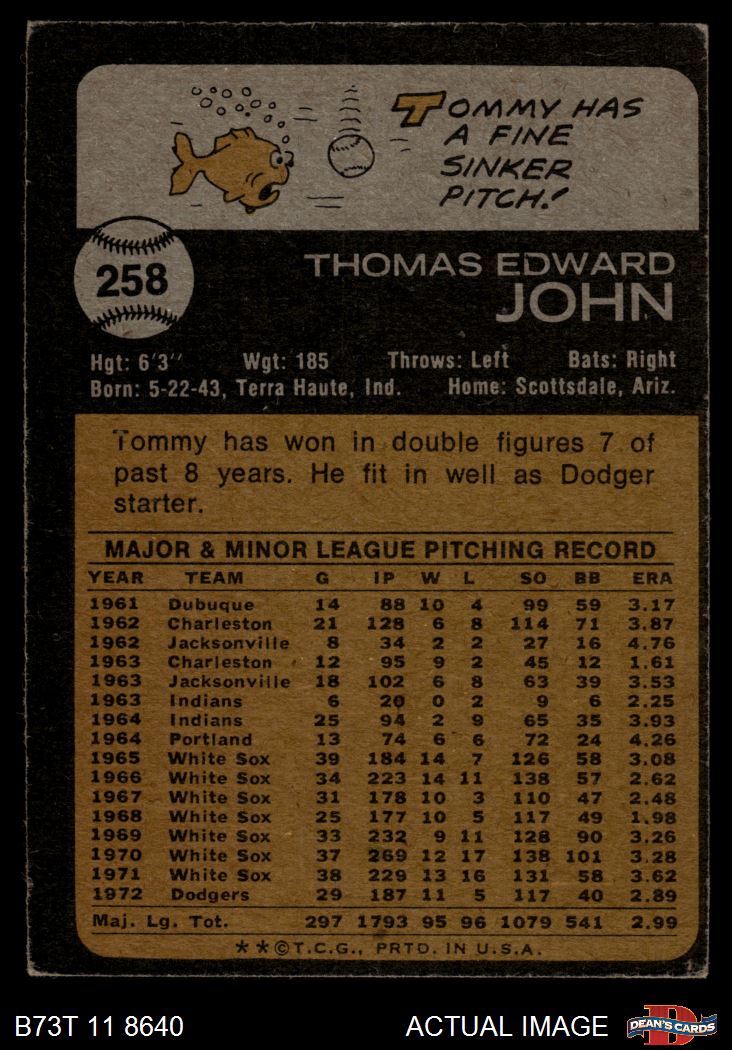 TOMMY HAS
A FINE
SINKER
PITCH!
258
THOMAS EDWARD
JOHN
Hgt: 6'3" Wgt: 185 Throws: Left Bats: Right
Born: 5-22-43, Terra Haute, Ind. Home: Scottsdale, Ariz.
Tommy has won in double figures 7 of
past 8 years. He fit in well as Dodger
starter.
MAJOR & MINOR LEAGUE PITCHING RECORD
YEAR TEAM G IP W L SO BB ERA
1961 Dubuque 14 88 10 4 99 59 3.17
1962 Charleston 21 128 6 8 114 71 3.87
1962 Jacksonville 8 34 2 2 27 16 4.76
1963 Charleston 12 95 9 2 45 12 1.61
1963 Jacksonville 18 102 6 8 63 39 3.53
1963 Indians 6 20 0 2 9 6 2.25
1964 Indians 25 94 2 9 65 35 3.93
1964 Portland 13 74 6 6 72 24 4.26
1965 White Sox 39 184 14 7 126 58 3.08
1966 White Sox 34 223 14 11 138 57 2.62
1967 White Sox 31 178 10 3 110 47 2.48
1968 White Sox 25 177 10 5 117 49 1.98
1969 White Sox 33 232 9 11 128 90 3.26
1970 White Sox 37 269 12 17 138 101 3.28
1971 White Sox 38 229 13 16 131 58 3.62
1972 Dodgers 29 187 11 5 117 40 2.89
Maj. Lg. Tot. 297 1793 95 96 1079 541 2.99
**©T.C.G., PRTD. IN U.S.A.
B73T 11 8640 ACTUAL IMAGE DEAN'S CARDS